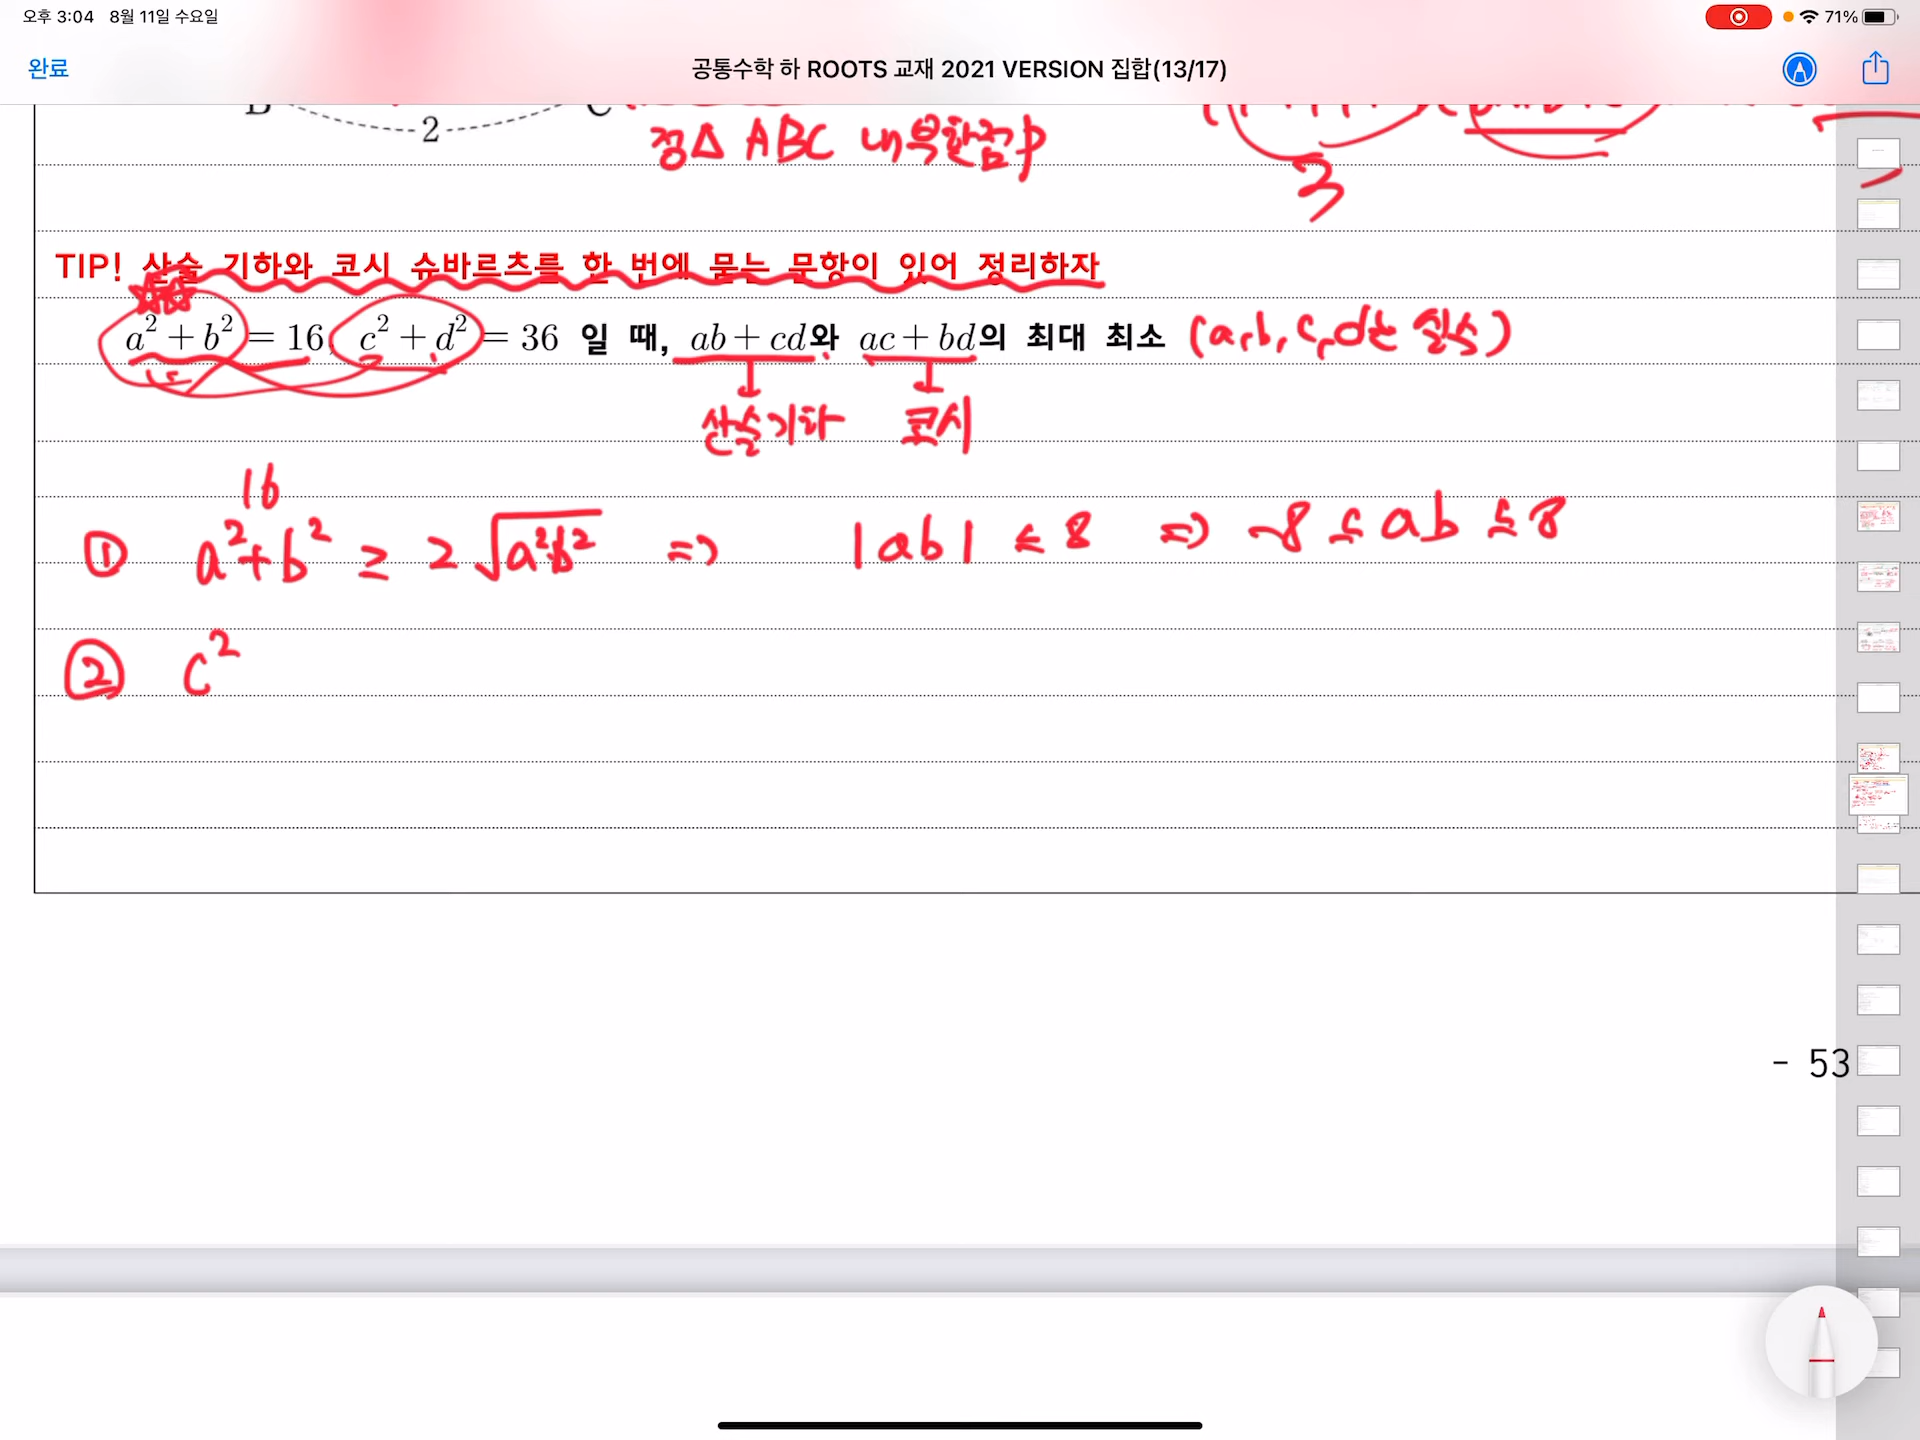 오후 3:04 8월 11일 수요일
71%
완료
공통수학 하 ROOTS 교재 2021 VERSION 집합(13/17)
2
정△ ABC 내부한점P
3
TIP! 산술 기하와 코시 슈바르츠를 한 번에 묻는 문항이 있어 정리하자
a² + b² = 16, c² + d² = 36 일 때, ab + cd와 ac + bd의 최대 최소 (a,b,c,d는 실수)
산술기하 코시
16
① a²+b² ≥ 2√a²b² => |ab| ≤ 8 => -8 ≤ ab ≤ 8
② c²
- 53